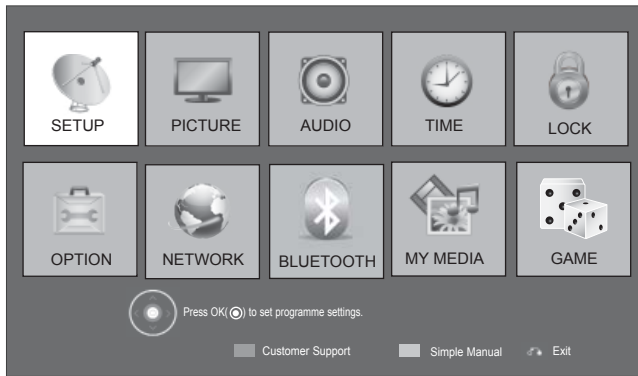 SETUP PICTURE AUDIO TIME LOCK
OPTION NETWORK BLUETOOTH MY MEDIA GAME
Press OK( ) to set programme settings.
Customer Support Simple Manual Exit